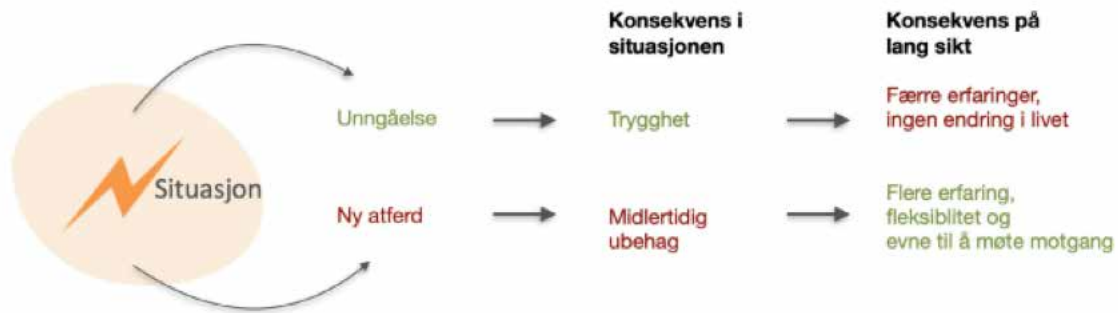 Konsekvens i
situasjonen
Konsekvens på
lang sikt
Situasjon
Unngåelse
Trygghet
Færre erfaringer,
ingen endring i livet
Ny atferd
Midlertidig
ubehag
Flere erfaring,
fleksiblitet og
evne til å møte motgang